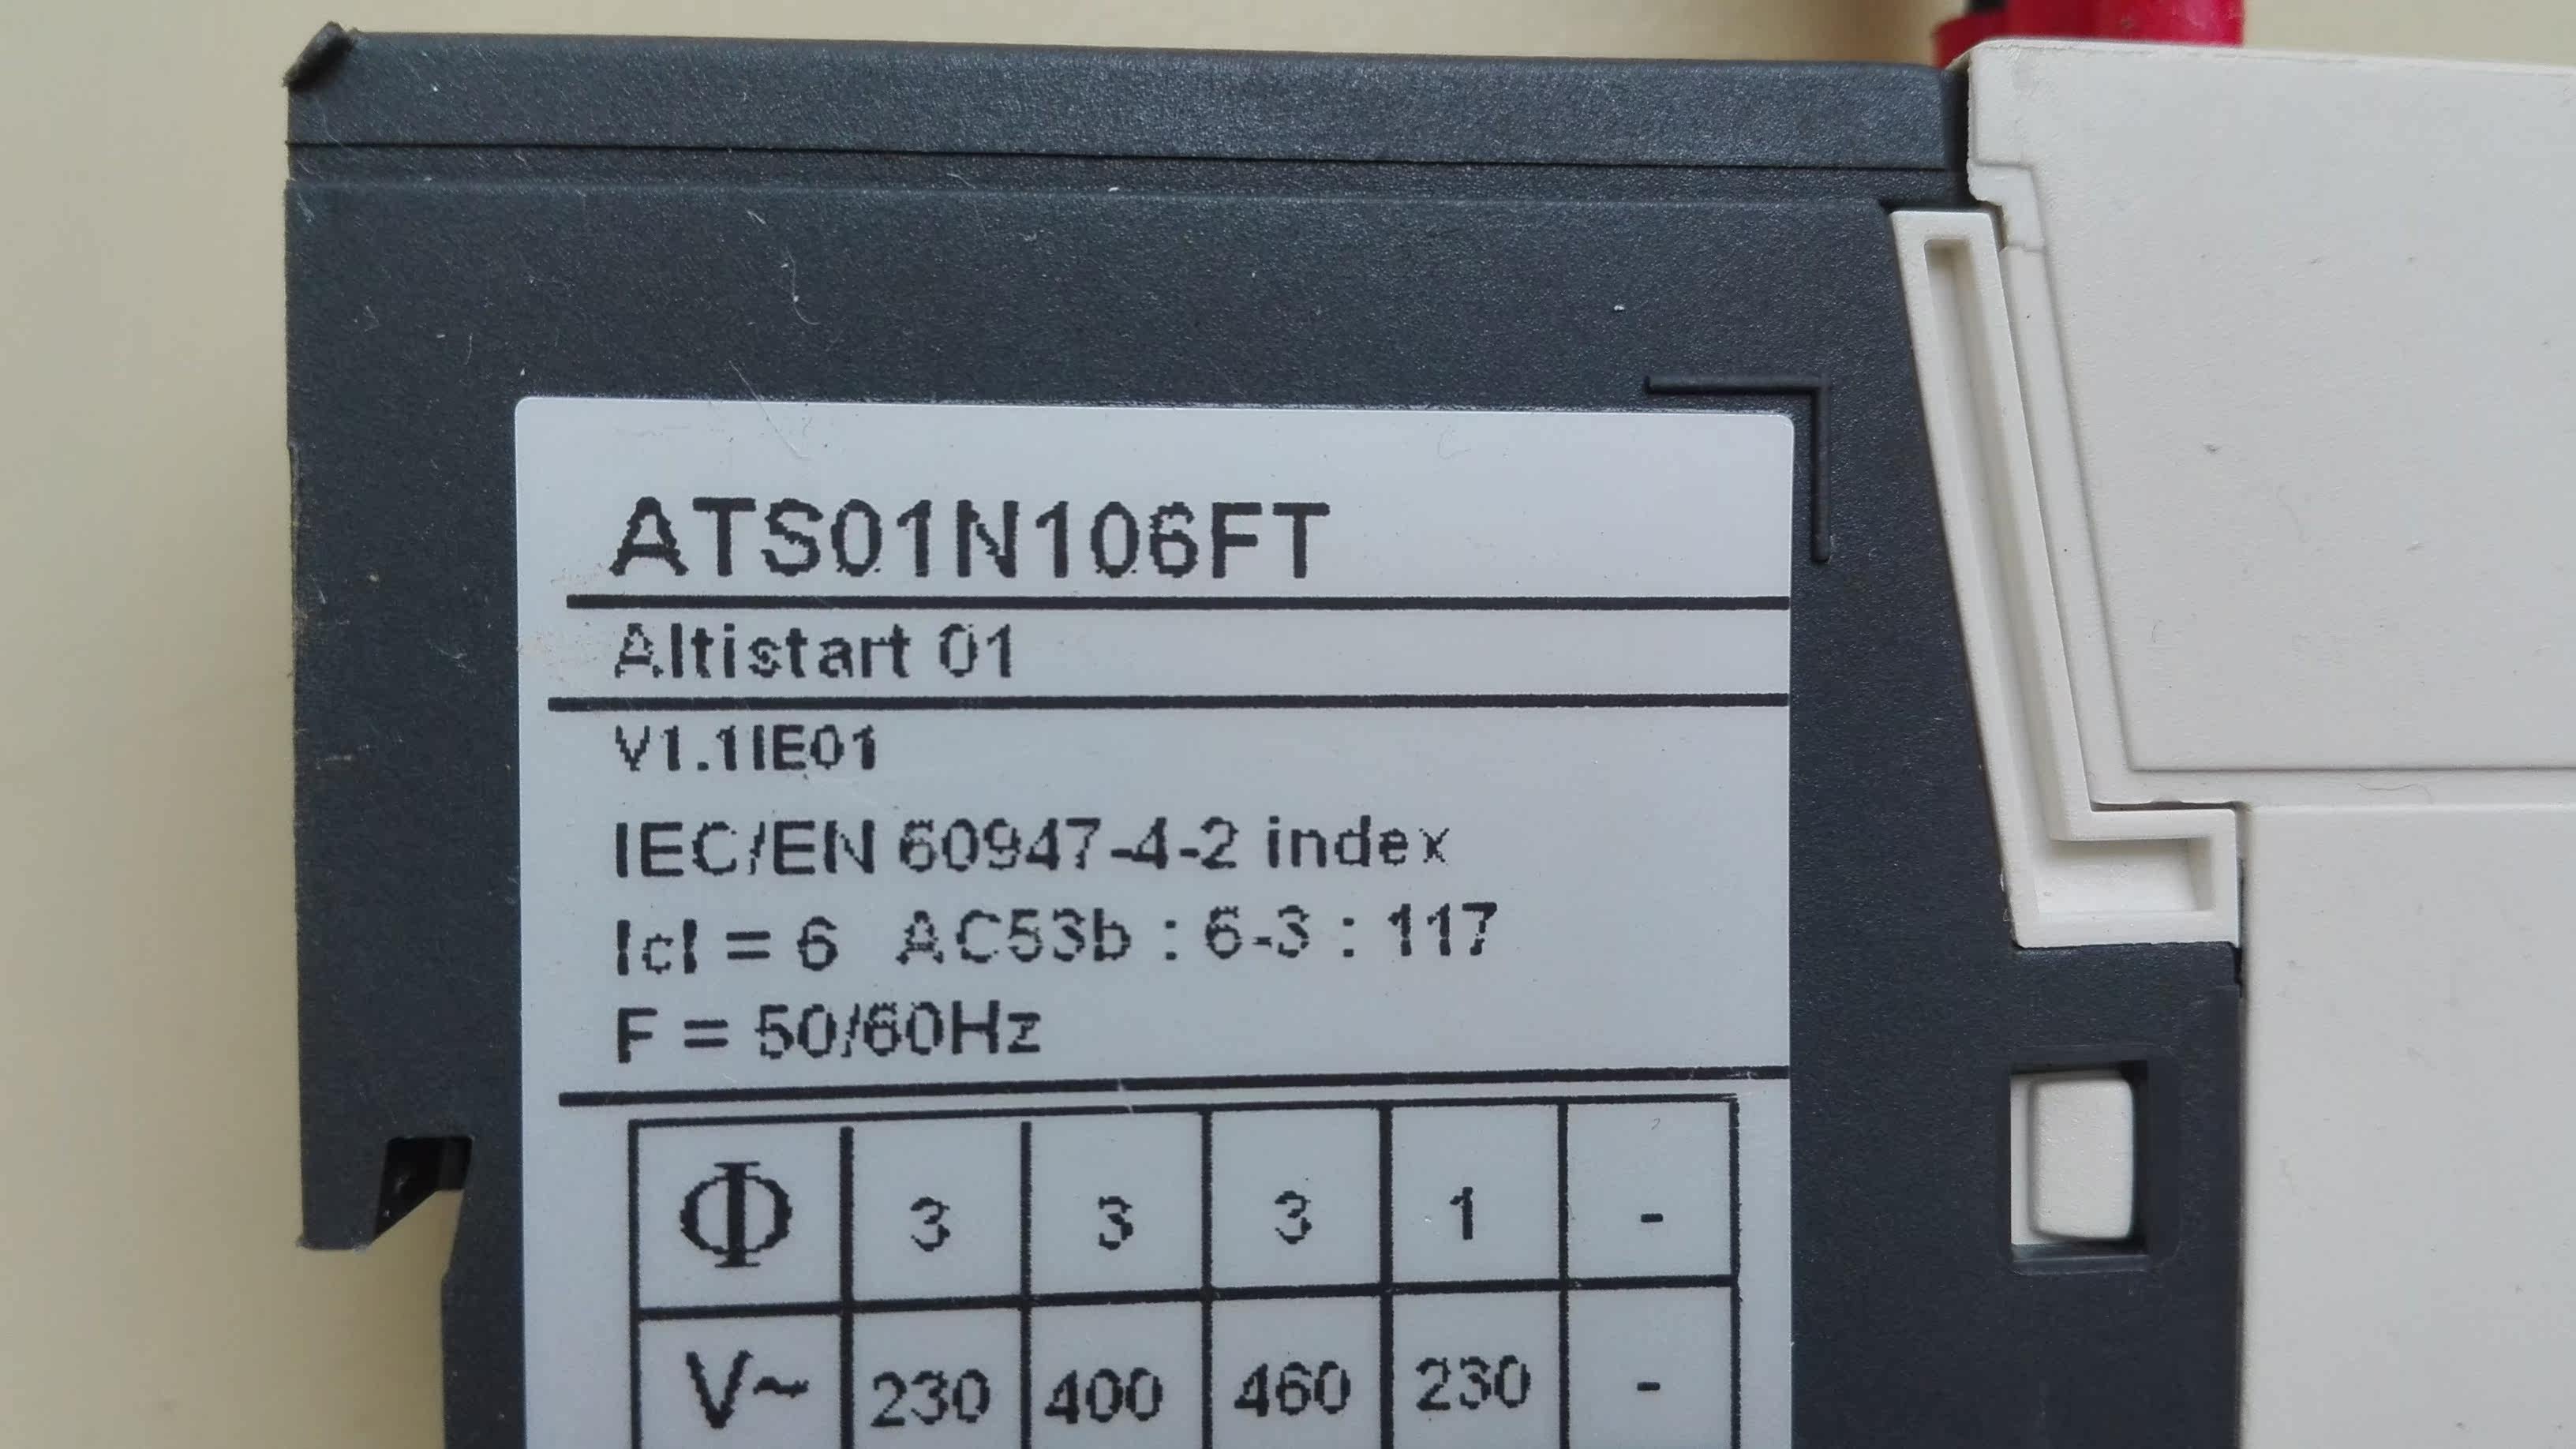 ATS01N106FT
Altistart 01
V1.1IE01
IEC/EN 60947-4-2 index
Icl = 6 AC53b : 6-3 : 117
F = 50/60Hz
Φ 3 3 3 1 -
V~ 230 400 460 230 -